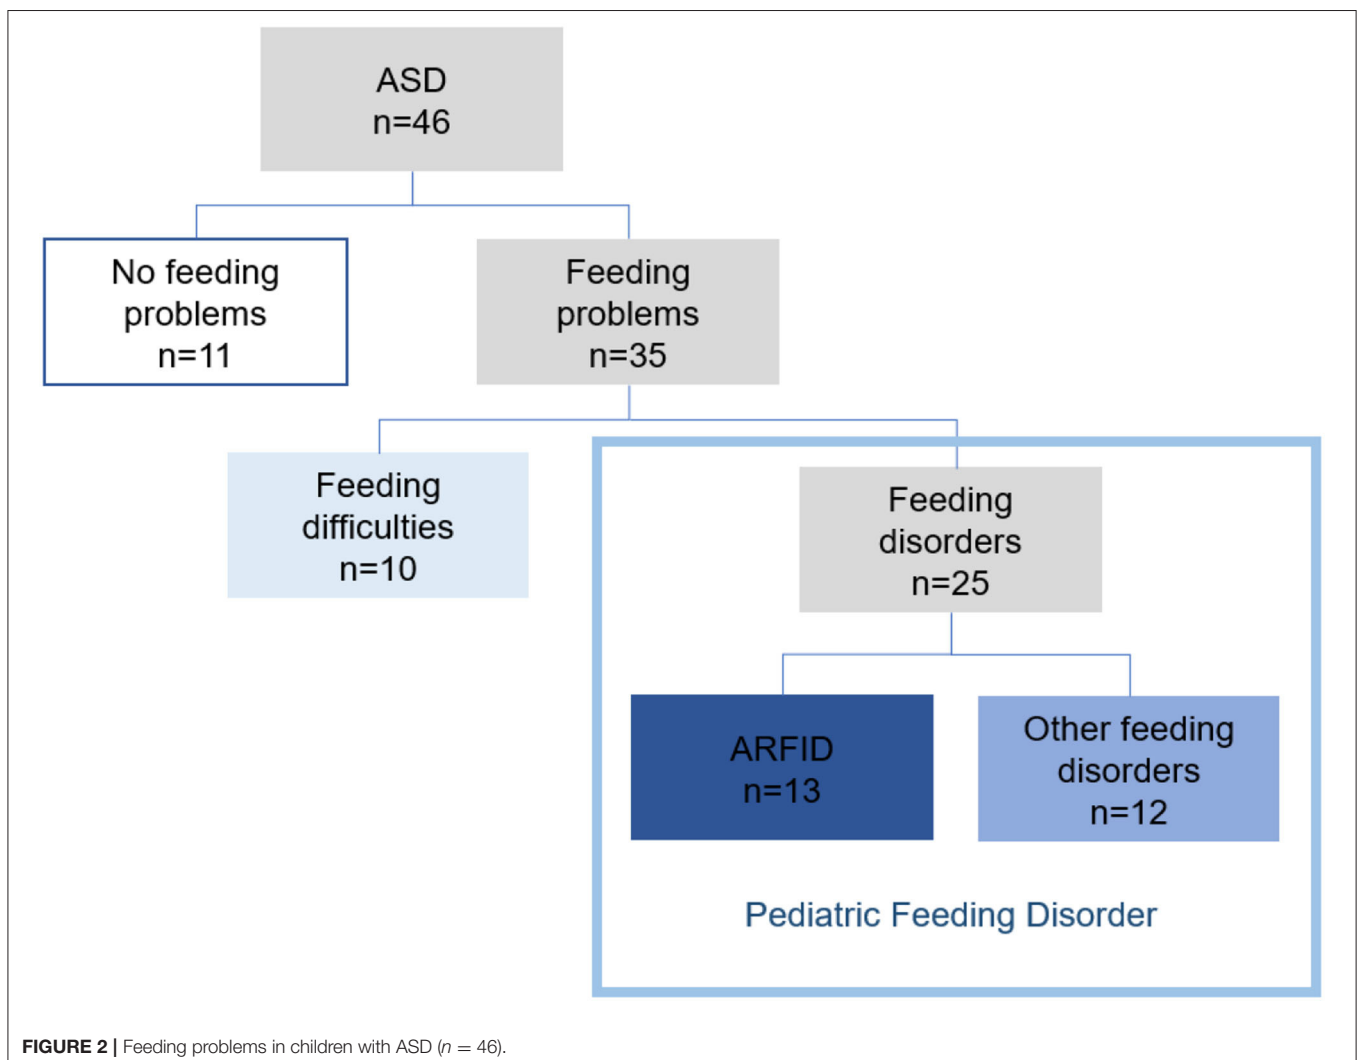 ASD
n=46
No feeding
problems
n=11
Feeding
problems
n=35
Feeding
difficulties
n=10
Feeding
disorders
n=25
ARFID
n=13
Other feeding
disorders
n=12
Pediatric Feeding Disorder
FIGURE 2 | Feeding problems in children with ASD (n = 46).